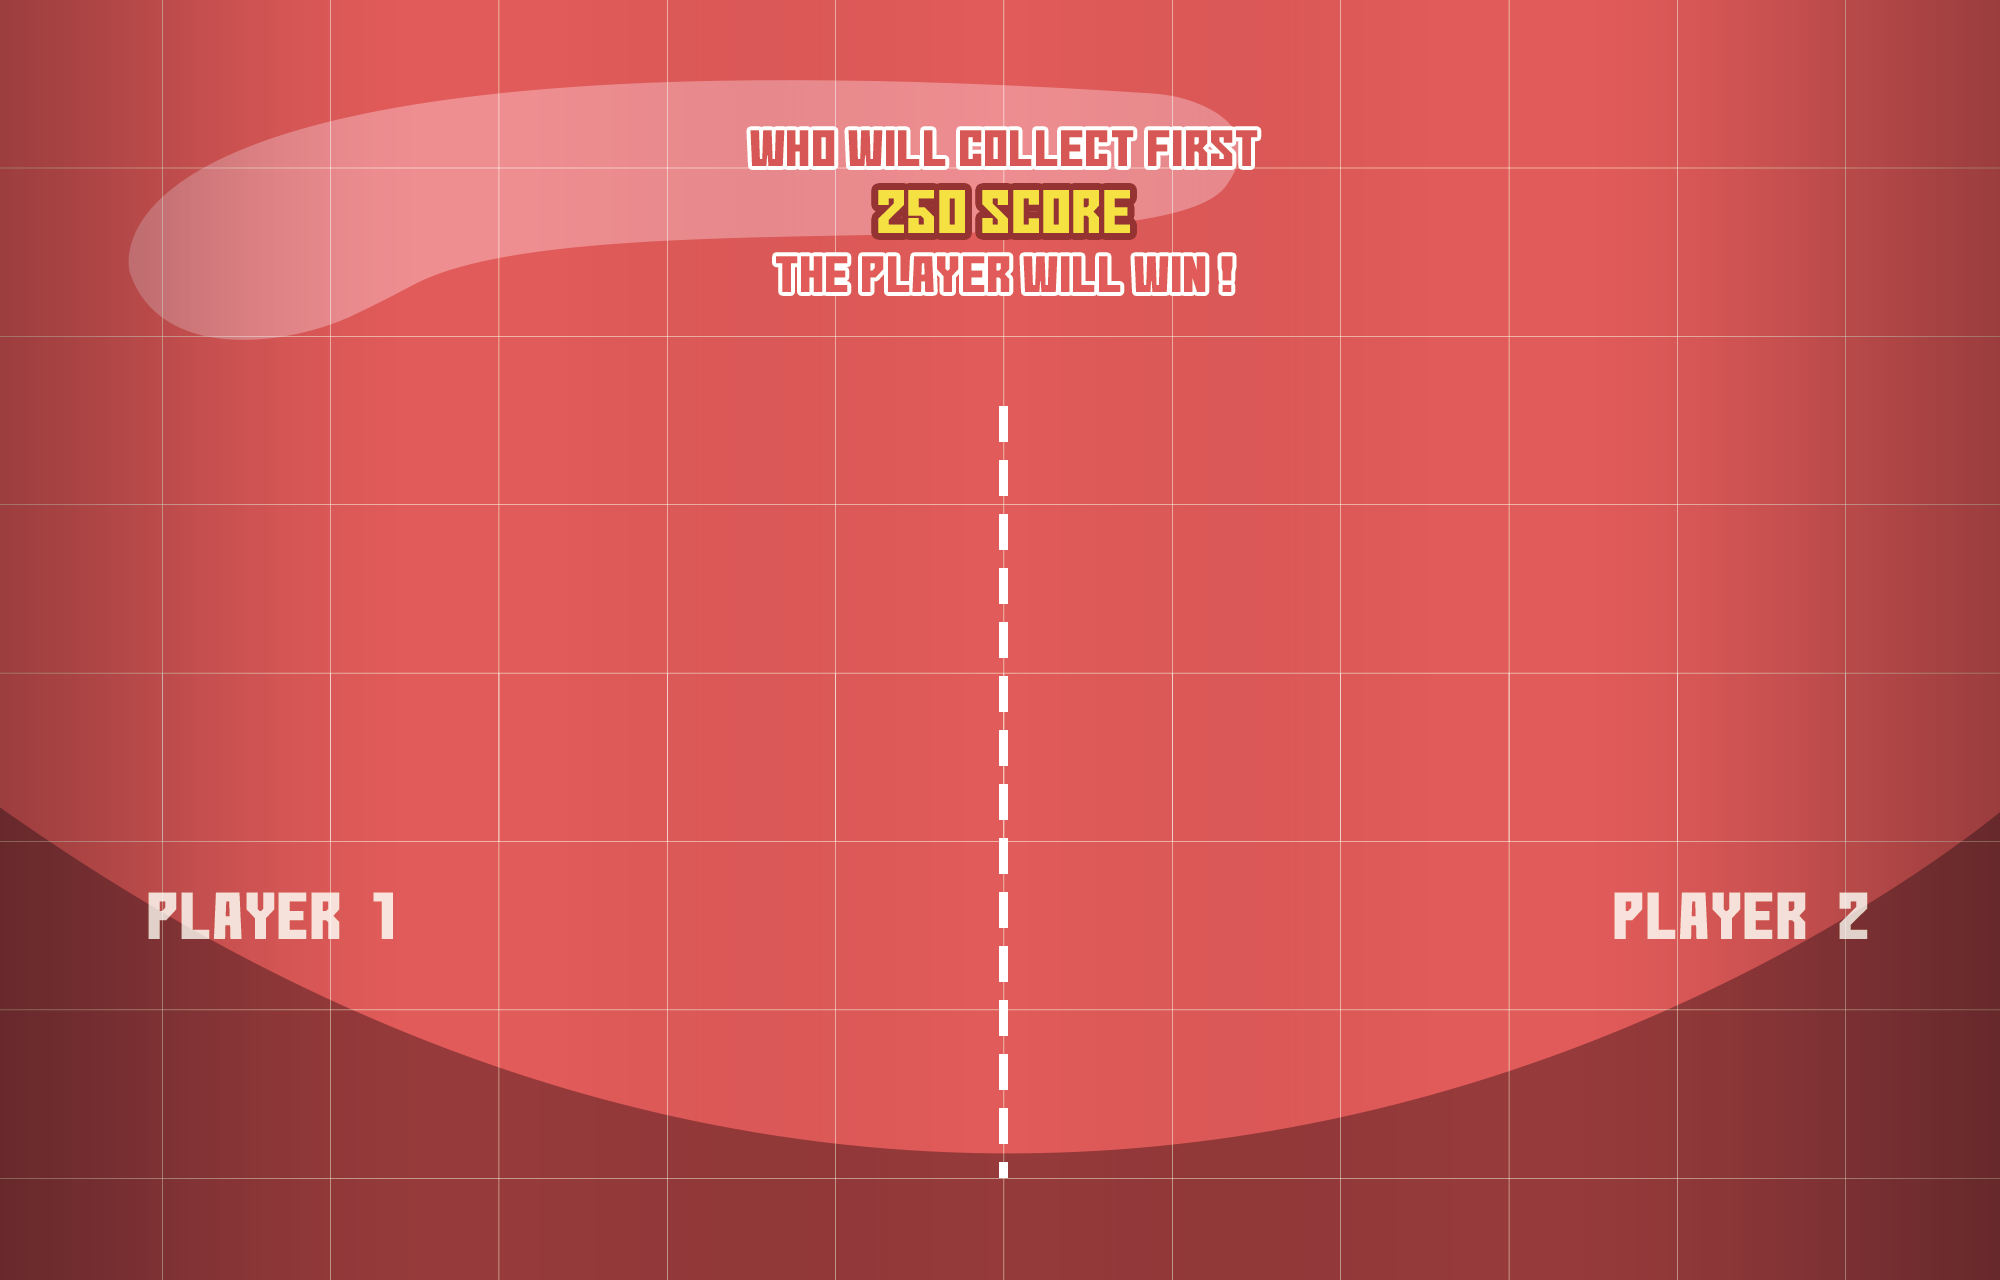 WHO WILL COLLECT FIRST
250 SCORE
THE PLAYER WILL WIN !
PLAYER 1
PLAYER 2